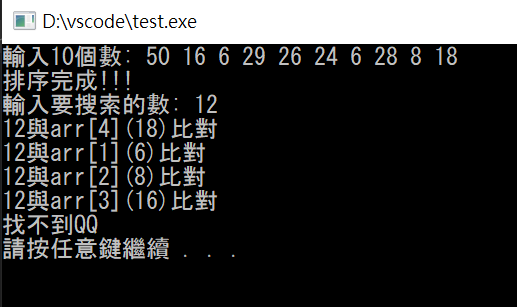 D:\vscode\test.exe
輸入10個數: 50 16 6 29 26 24 6 28 8 18
排序完成!!!
輸入要搜索的數: 12
12與arr[4](18)比對
12與arr[1](6)比對
12與arr[2](8)比對
12與arr[3](16)比對
找不到QQ
請按任意鍵繼續 . . .